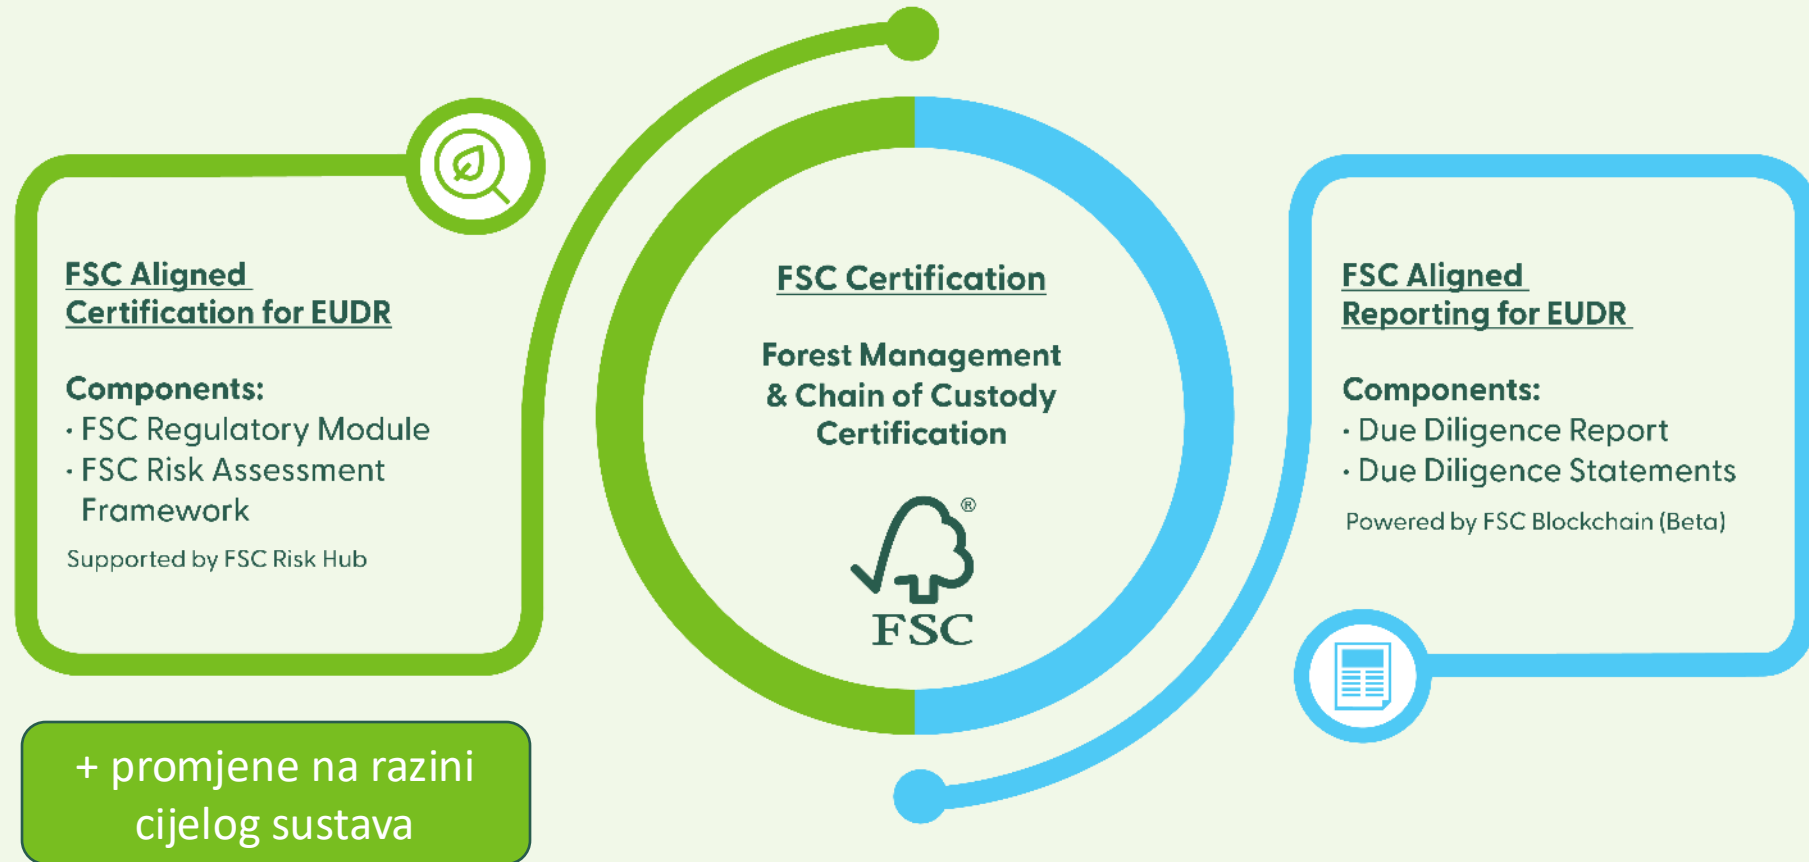 FSC Aligned
Certification for EUDR
Components:
· FSC Regulatory Module
· FSC Risk Assessment
Framework
Supported by FSC Risk Hub
+ promjene na razini
cijelog sustava
FSC Certification
Forest Management
& Chain of Custody
Certification
®
FSC
FSC Aligned
Reporting for EUDR
Components:
· Due Diligence Report
· Due Diligence Statements
Powered by FSC Blockchain (Beta)